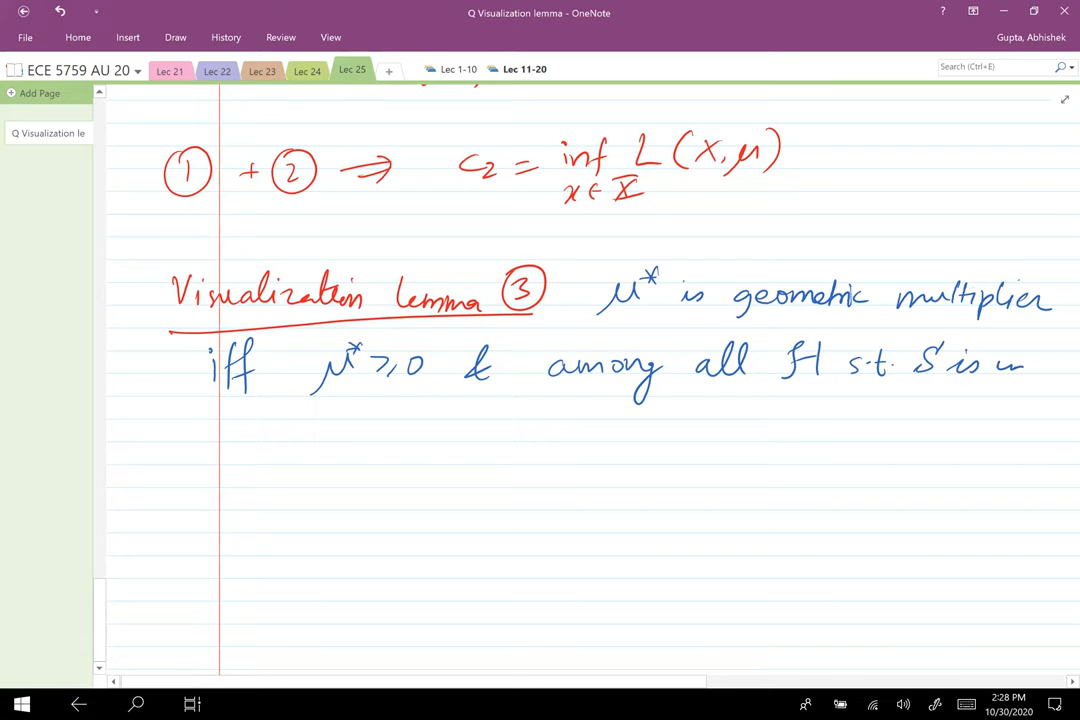 Q Visualization lemma - OneNote
Gupta, Abhishek
File Home Insert Draw History Review View
ECE 5759 AU 20 Lec 21 Lec 22 Lec 23 Lec 24 Lec 25 Lec 1-10 Lec 11-20 Search (Ctrl+E)
Add Page
Q Visualization le
① + ② ⟹ c₂ = inf L(x, μ)
x ∈ X
Visualization lemma ③ μ* is geometric multiplier
iff μ* ≥ 0 & among all H s.t. S is
2:28 PM
10/30/2020